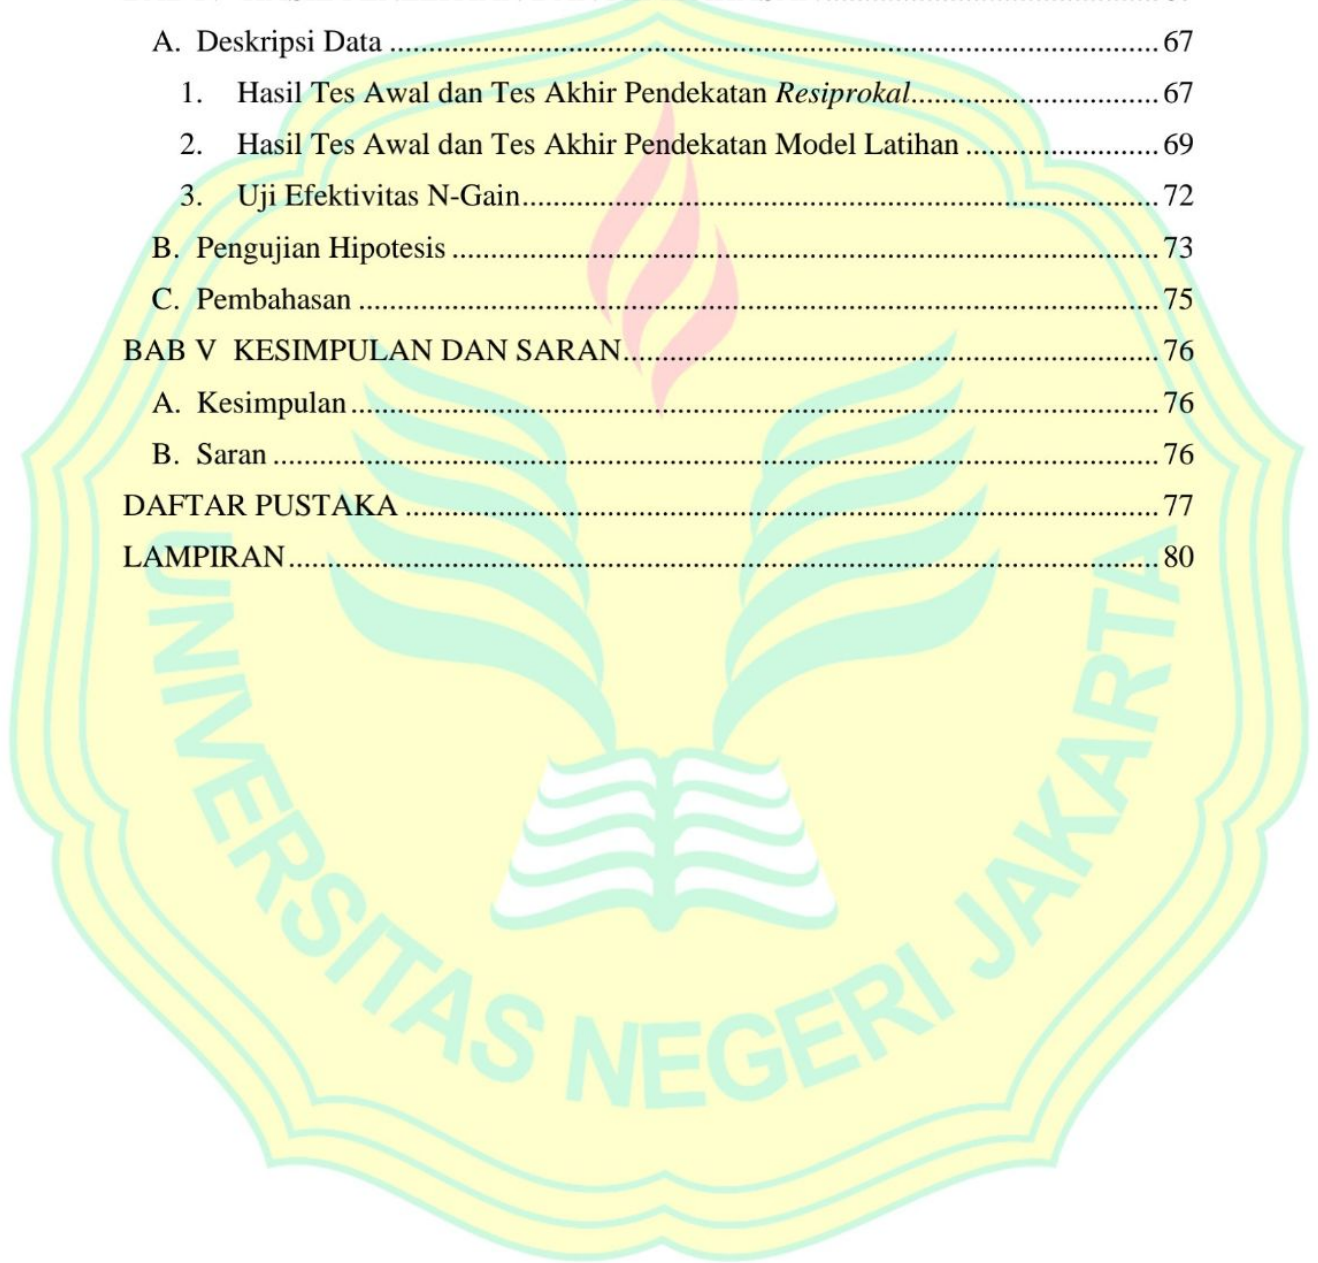 A. Deskripsi Data ........................................................................................ 67
1. Hasil Tes Awal dan Tes Akhir Pendekatan Resiprokal................................ 67
2. Hasil Tes Awal dan Tes Akhir Pendekatan Model Latihan ......................... 69
3. Uji Efektivitas N-Gain.................................................................................. 72
B. Pengujian Hipotesis ........................................................................................... 73
C. Pembahasan ....................................................................................................... 75
BAB V KESIMPULAN DAN SARAN..................................................................... 76
A. Kesimpulan ........................................................................................................ 76
B. Saran .................................................................................................................. 76
DAFTAR PUSTAKA ................................................................................................. 77
LAMPIRAN................................................................................................................ 80
UNIVERSITAS NEGERI JAKARTA